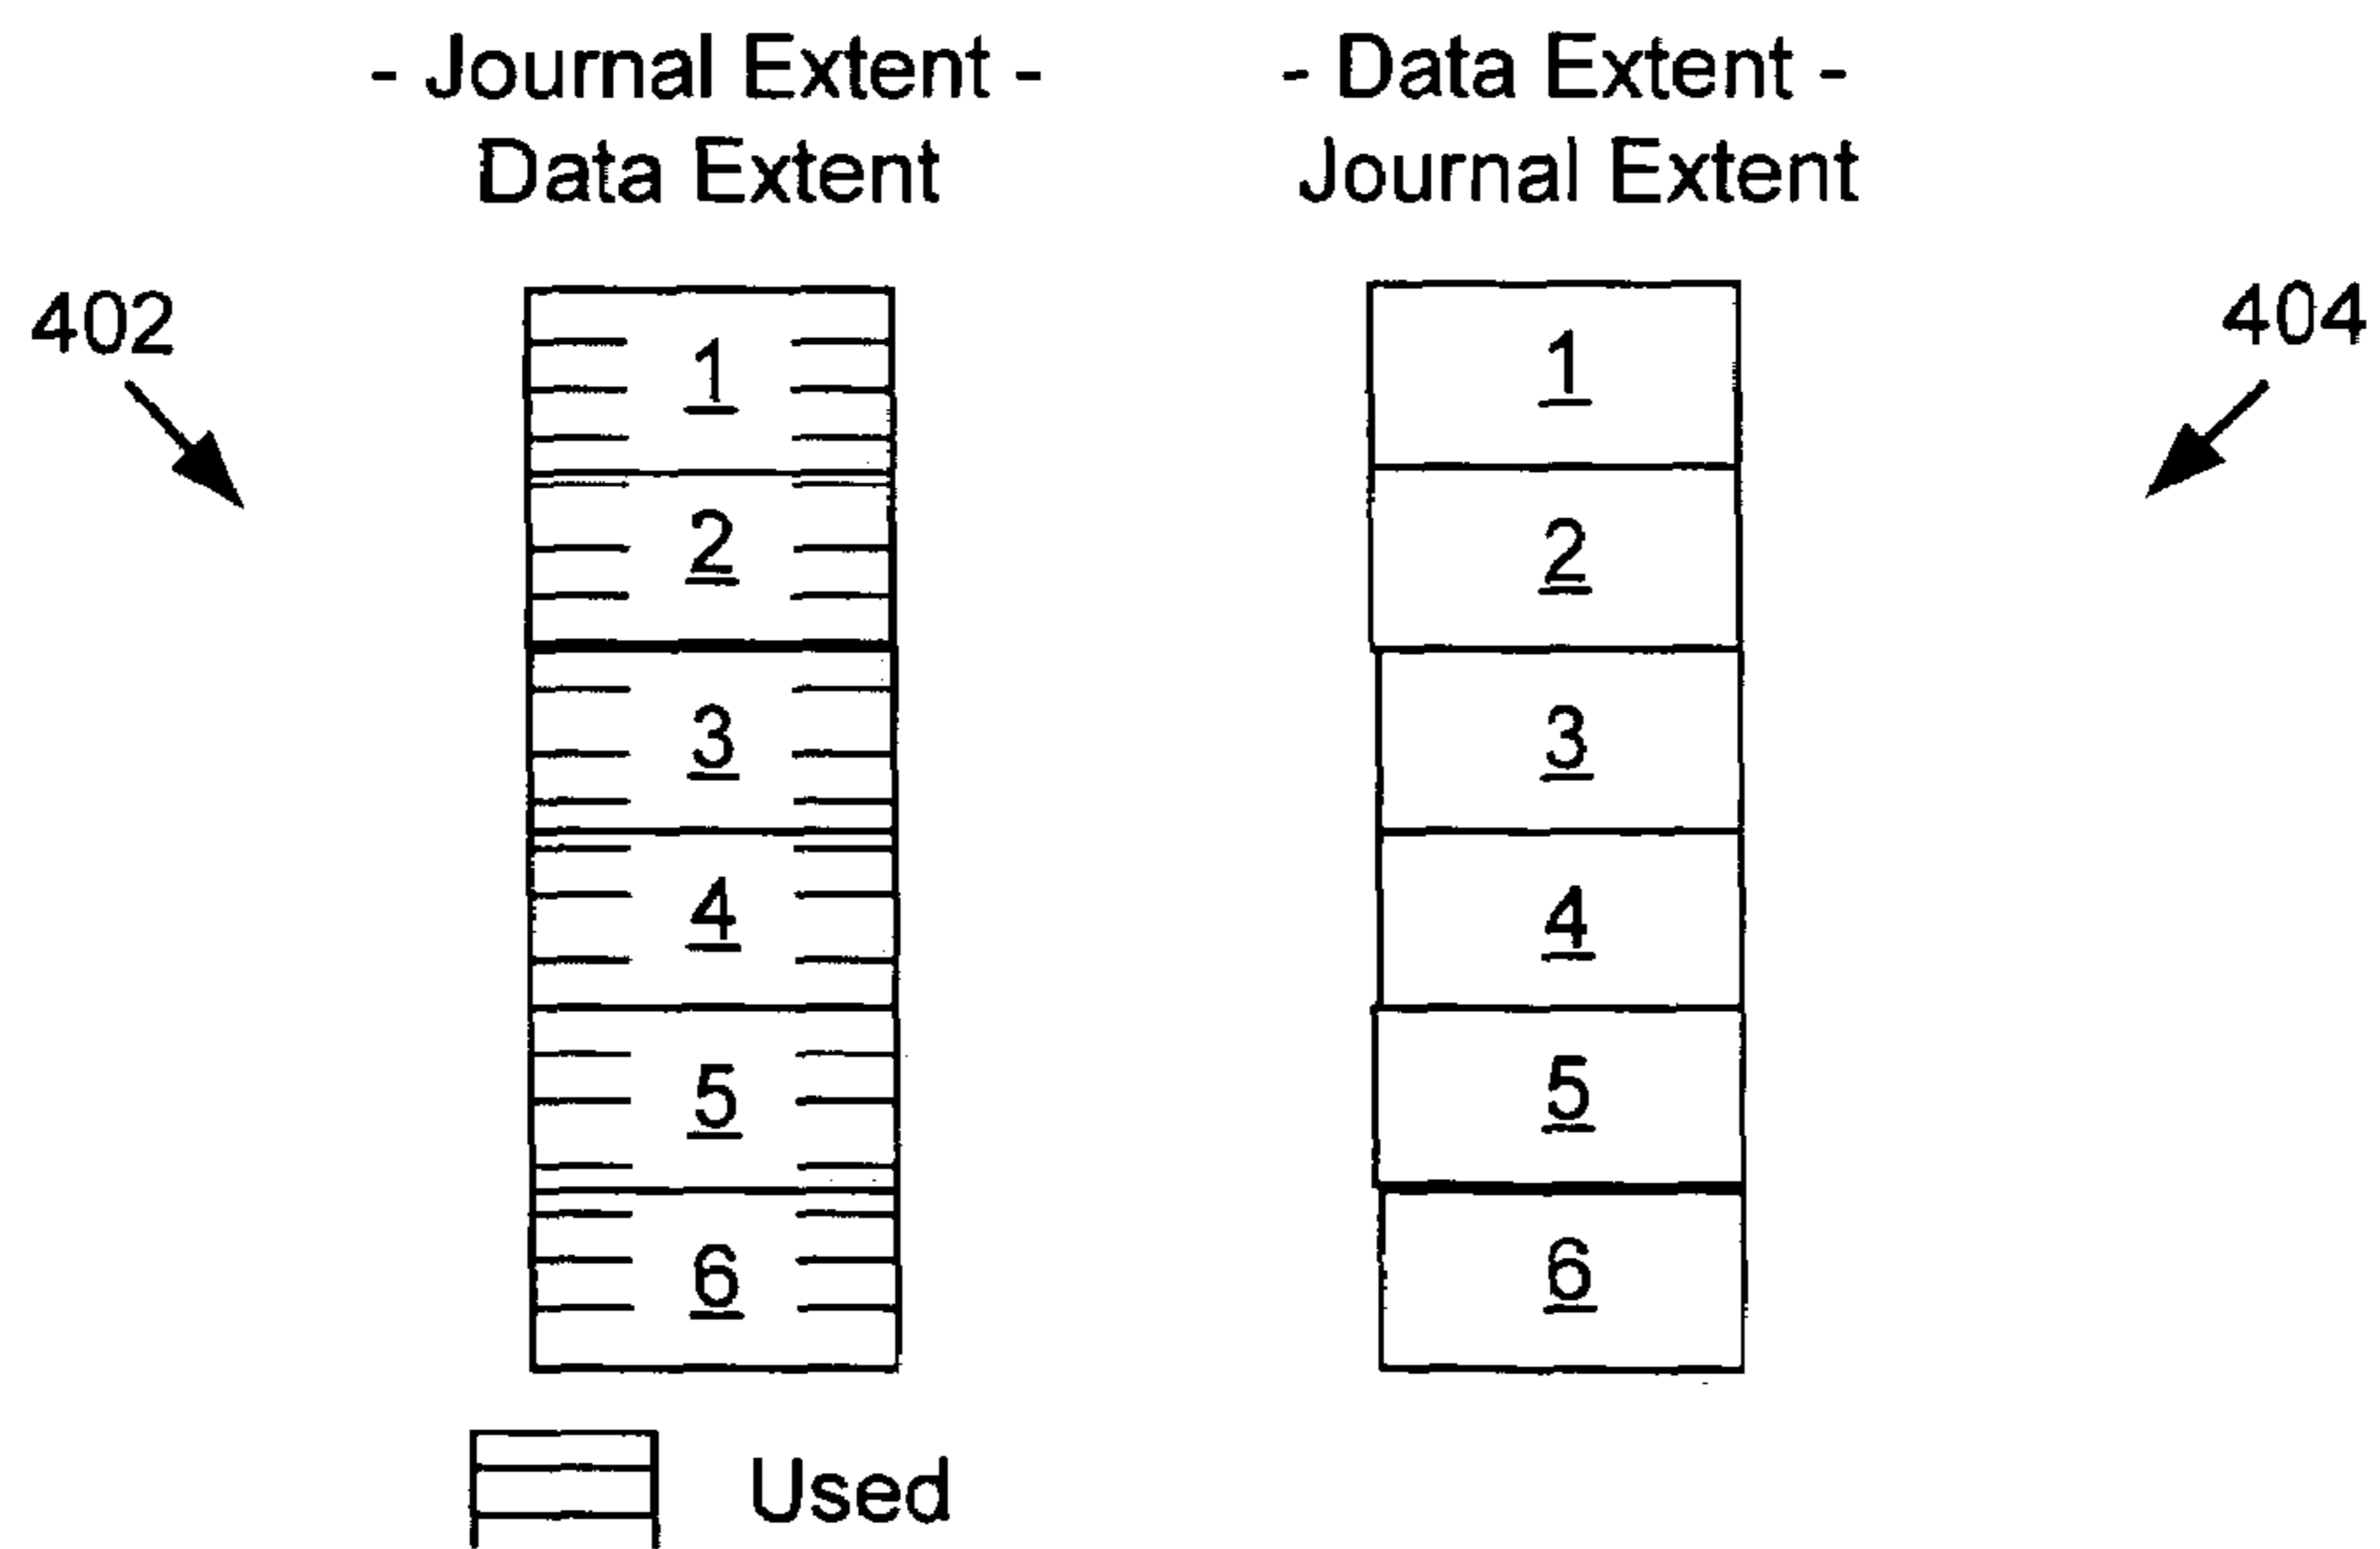 - Journal Extent - - Data Extent -
Data Extent Journal Extent
402 404
1 1
2 2
3 3
4 4
5 5
6 6
Used